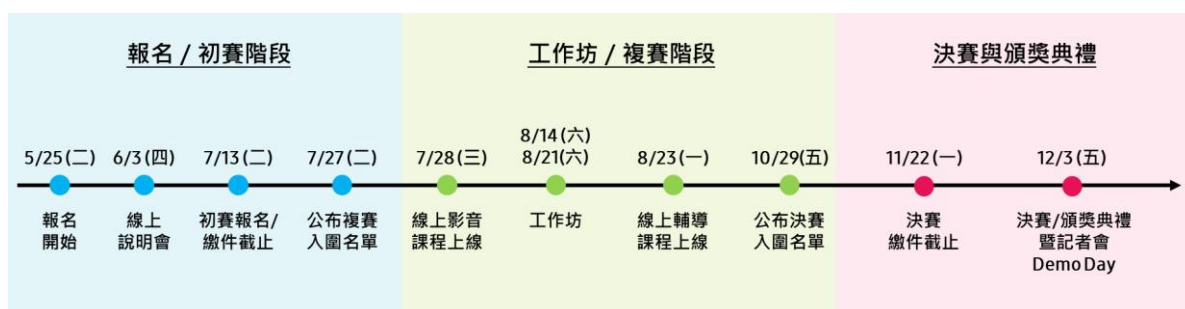 報名 / 初賽階段
5/25(二)
報名
開始
6/3(四)
線上
說明會
7/13(二)
初賽報名/
繳件截止
7/27(二)
公布複賽
入圍名單
工作坊 / 複賽階段
7/28(三)
線上影音
課程上線
8/14(六)
8/21(六)
工作坊
8/23(一)
線上輔導
課程上線
10/29(五)
公布決賽
入圍名單
決賽與頒獎典禮
11/22(一)
決賽
繳件截止
12/3(五)
決賽/頒獎典禮
暨記者會
Demo Day